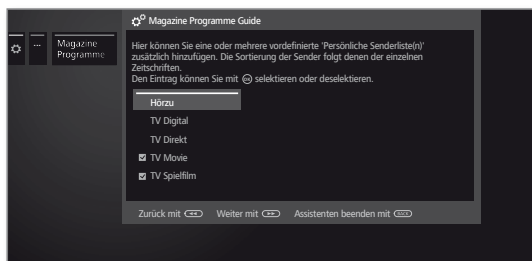 Magazine Programme Guide
...
Magazine
Programme
Hier können Sie eine oder mehrere vordefinierte 'Persönliche Senderliste(n)'
zusätzlich hinzufügen. Die Sortierung der Sender folgt denen der einzelnen
Zeitschriften.
Den Eintrag können Sie mit OK selektieren oder deselektieren.
Hörzu
TV Digital
TV Direkt
TV Movie
TV Spielfilm
Zurück mit Weiter mit Assistenten beenden mit BACK